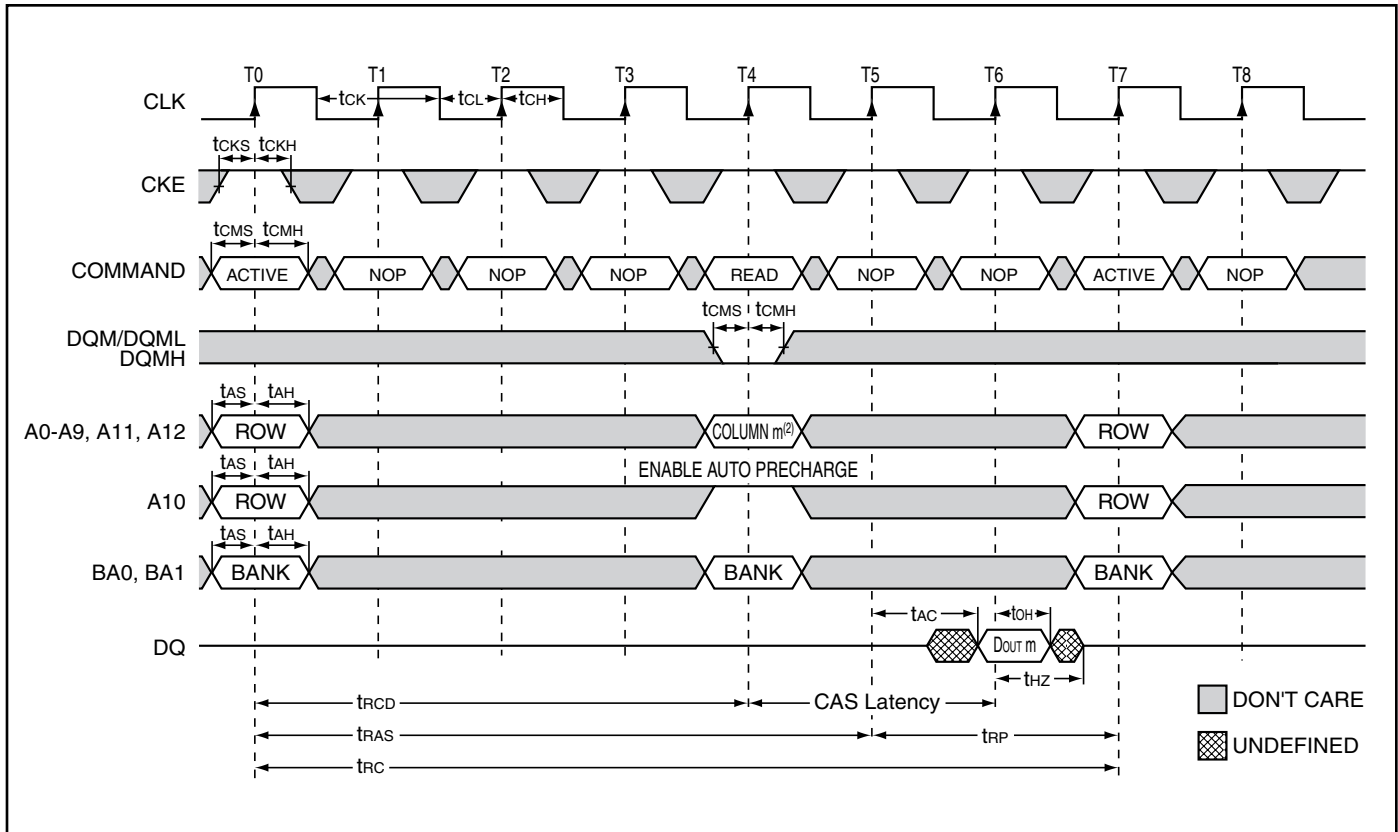 T0 T1 T2 T3 T4 T5 T6 T7 T8
CLK
tCK tCL tCH
tCKS tCKH
CKE
tCMS tCMH
COMMAND ACTIVE NOP NOP NOP READ NOP NOP ACTIVE NOP
tCMS tCMH
DQM/DQML
DQMH
tAS tAH
A0-A9, A11, A12 ROW COLUMN m(2) ROW
tAS tAH ENABLE AUTO PRECHARGE
A10 ROW ROW
tAS tAH
BA0, BA1 BANK BANK BANK
tAC tOH
DQ DOUT m
tHZ
tRCD CAS Latency
tRAS tRP
tRC
DON'T CARE
UNDEFINED